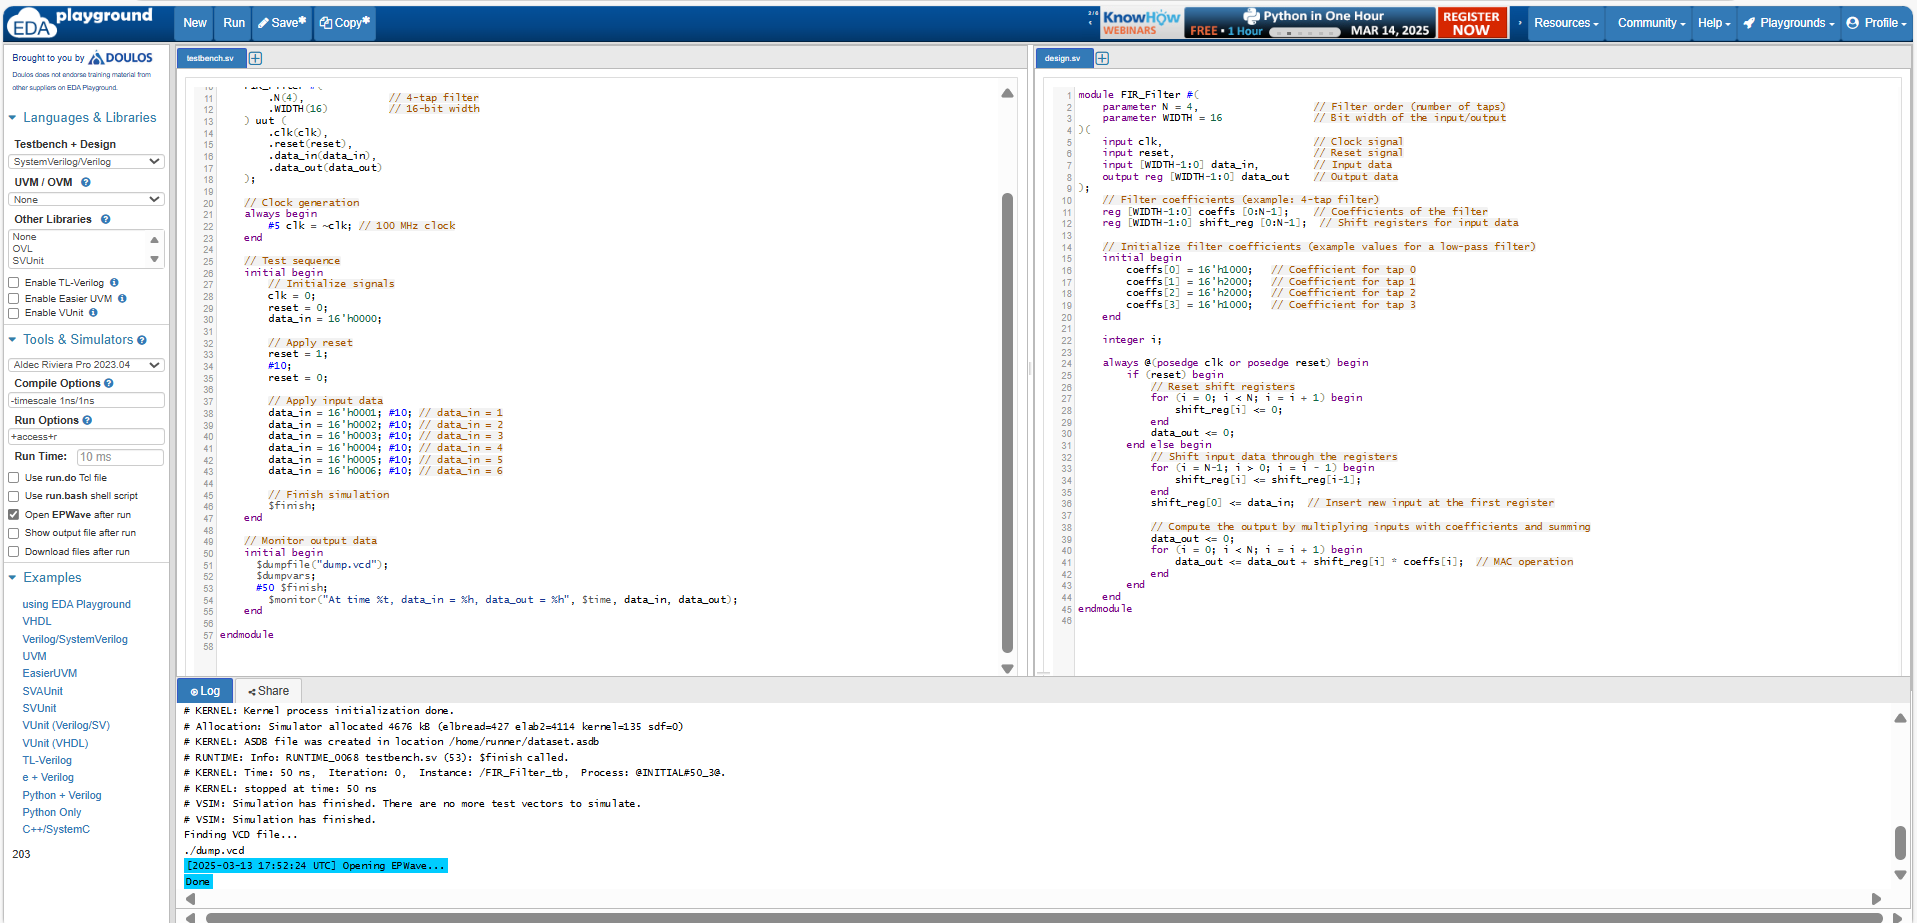 EDA playground
New
Run
Save*
Copy*
KnowHow
WEBINARS
Python in One Hour
FREE • 1 Hour
MAR 14, 2025
REGISTER
NOW
Resources
Community
Help
Playgrounds
Profile
Brought to you by DOULOS
Doulos does not endorse training material from
other suppliers on EDA Playground.
Languages & Libraries
Testbench + Design
SystemVerilog/Verilog
UVM / OVM
None
Other Libraries
None
OVL
SVUnit
Enable TL-Verilog
Enable Easier UVM
Enable VUnit
Tools & Simulators
Aldec Riviera Pro 2023.04
Compile Options
-timescale 1ns/1ns
Run Options
+access+r
Run Time: 10 ms
Use run.do Tcl file
Use run.bash shell script
Open EPWave after run
Show output file after run
Download files after run
Examples
using EDA Playground
VHDL
Verilog/SystemVerilog
UVM
EasierUVM
SVAUnit
SVUnit
VUnit (Verilog/SV)
VUnit (VHDL)
TL-Verilog
e + Verilog
Python + Verilog
Python Only
C++/SystemC
203
testbench.sv
11 .N(4), // 4-tap filter
12 .WIDTH(16) // 16-bit width
13 ) uut (
14 .clk(clk),
15 .reset(reset),
16 .data_in(data_in),
17 .data_out(data_out)
18 );
19
20 // Clock generation
21 always begin
22 #5 clk = ~clk; // 100 MHz clock
23 end
24
25 // Test sequence
26 initial begin
27 // Initialize signals
28 clk = 0;
29 reset = 0;
30 data_in = 16'h0000;
31
32 // Apply reset
33 reset = 1;
34 #10;
35 reset = 0;
36
37 // Apply input data
38 data_in = 16'h0001; #10; // data_in = 1
39 data_in = 16'h0002; #10; // data_in = 2
40 data_in = 16'h0003; #10; // data_in = 3
41 data_in = 16'h0004; #10; // data_in = 4
42 data_in = 16'h0005; #10; // data_in = 5
43 data_in = 16'h0006; #10; // data_in = 6
44
45 // Finish simulation
46 $finish;
47 end
48
49 // Monitor output data
50 initial begin
51 $dumpfile("dump.vcd");
52 $dumpvars;
53 #50 $finish;
54 $monitor("At time %t, data_in = %h, data_out = %h", $time, data_in, data_out);
55 end
56
57 endmodule
58
design.sv
1 module FIR_Filter #(
2 parameter N = 4, // Filter order (number of taps)
3 parameter WIDTH = 16 // Bit width of the input/output
4 )(
5 input clk, // Clock signal
6 input reset, // Reset signal
7 input [WIDTH-1:0] data_in, // Input data
8 output reg [WIDTH-1:0] data_out // Output data
9 );
10 // Filter coefficients (example: 4-tap filter)
11 reg [WIDTH-1:0] coeffs [0:N-1]; // Coefficients of the filter
12 reg [WIDTH-1:0] shift_reg [0:N-1]; // Shift registers for input data
13
14 // Initialize filter coefficients (example values for a low-pass filter)
15 initial begin
16 coeffs[0] = 16'h1000; // Coefficient for tap 0
17 coeffs[1] = 16'h2000; // Coefficient for tap 1
18 coeffs[2] = 16'h2000; // Coefficient for tap 2
19 coeffs[3] = 16'h1000; // Coefficient for tap 3
20 end
21
22 integer i;
23
24 always @(posedge clk or posedge reset) begin
25 if (reset) begin
26 // Reset shift registers
27 for (i = 0; i < N; i = i + 1) begin
28 shift_reg[i] <= 0;
29 end
30 data_out <= 0;
31 end else begin
32 // Shift input data through the registers
33 for (i = N-1; i > 0; i = i - 1) begin
34 shift_reg[i] <= shift_reg[i-1];
35 end
36 shift_reg[0] <= data_in; // Insert new input at the first register
37
38 // Compute the output by multiplying inputs with coefficients and summing
39 data_out <= 0;
40 for (i = 0; i < N; i = i + 1) begin
41 data_out <= data_out + shift_reg[i] * coeffs[i]; // MAC operation
42 end
43 end
44 end
45 endmodule
46
Log
Share
# KERNEL: Kernel process initialization done.
# Allocation: Simulator allocated 4676 kB (elbread=427 elab2=4114 kernel=135 sdf=0)
# KERNEL: ASDB file was created in location /home/runner/dataset.asdb
# RUNTIME: Info: RUNTIME_0068 testbench.sv (53): $finish called.
# KERNEL: Time: 50 ns, Iteration: 0, Instance: /FIR_Filter_tb, Process: @INITIAL#50_3@.
# KERNEL: stopped at time: 50 ns
# VSIM: Simulation has finished. There are no more test vectors to simulate.
# VSIM: Simulation has finished.
Finding VCD file...
./dump.vcd
[2025-03-13 17:52:24 UTC] Opening EPWave...
Done